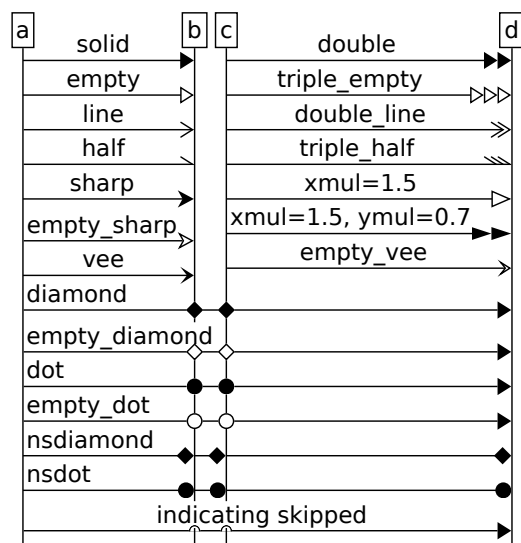 a b c d
solid double
empty triple_empty
line double_line
half triple_half
sharp xmul=1.5
empty_sharp xmul=1.5, ymul=0.7
vee empty_vee
diamond
empty_diamond
dot
empty_dot
nsdiamond
nsdot
indicating skipped